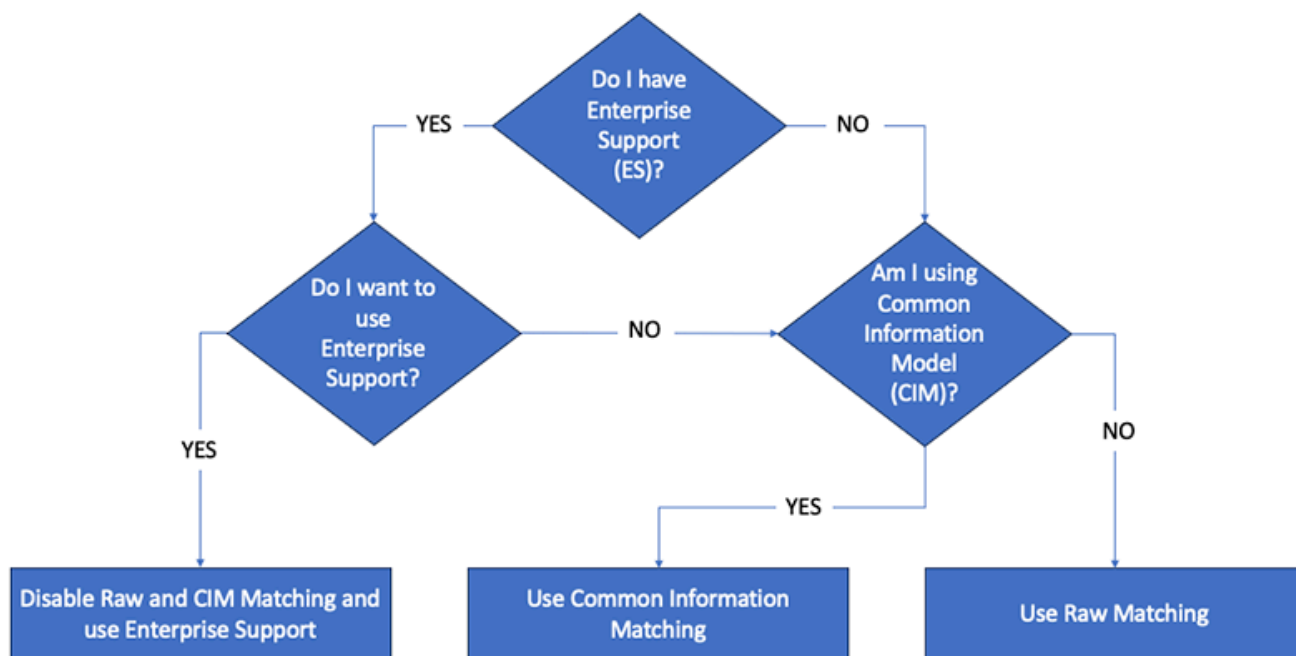 Do I have
Enterprise
Support
(ES)?
YES
NO
Do I want to
use
Enterprise
Support?
NO
Am I using
Common
Information
Model
(CIM)?
YES
NO
YES
Disable Raw and CIM Matching and
use Enterprise Support
Use Common Information
Matching
Use Raw Matching